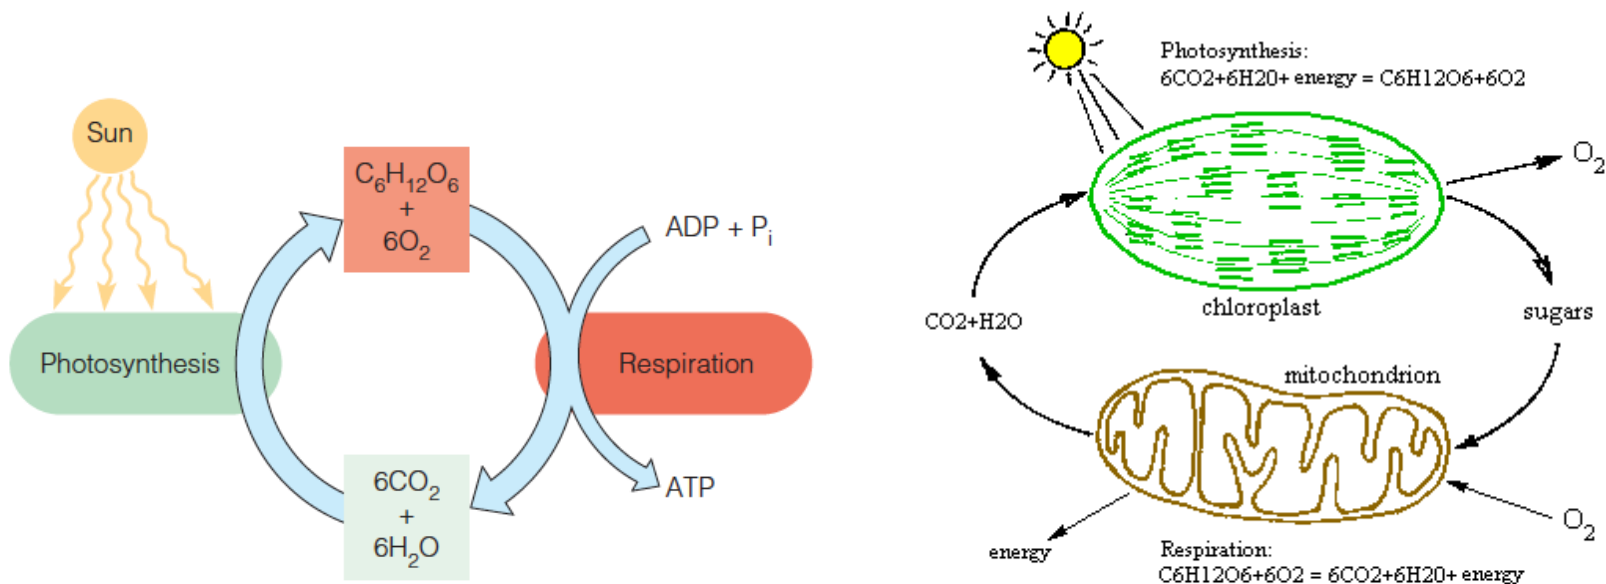 Sun
C₆H₁₂O₆
+
6O₂
ADP + Pᵢ
Photosynthesis
Respiration
6CO₂
+
6H₂O
ATP
Photosynthesis:
6CO2+6H20+ energy = C6H12O6+6O2
O₂
chloroplast
CO2+H2O
sugars
mitochondrion
O₂
energy
Respiration:
C6H12O6+6O2 = 6CO2+6H20+ energy